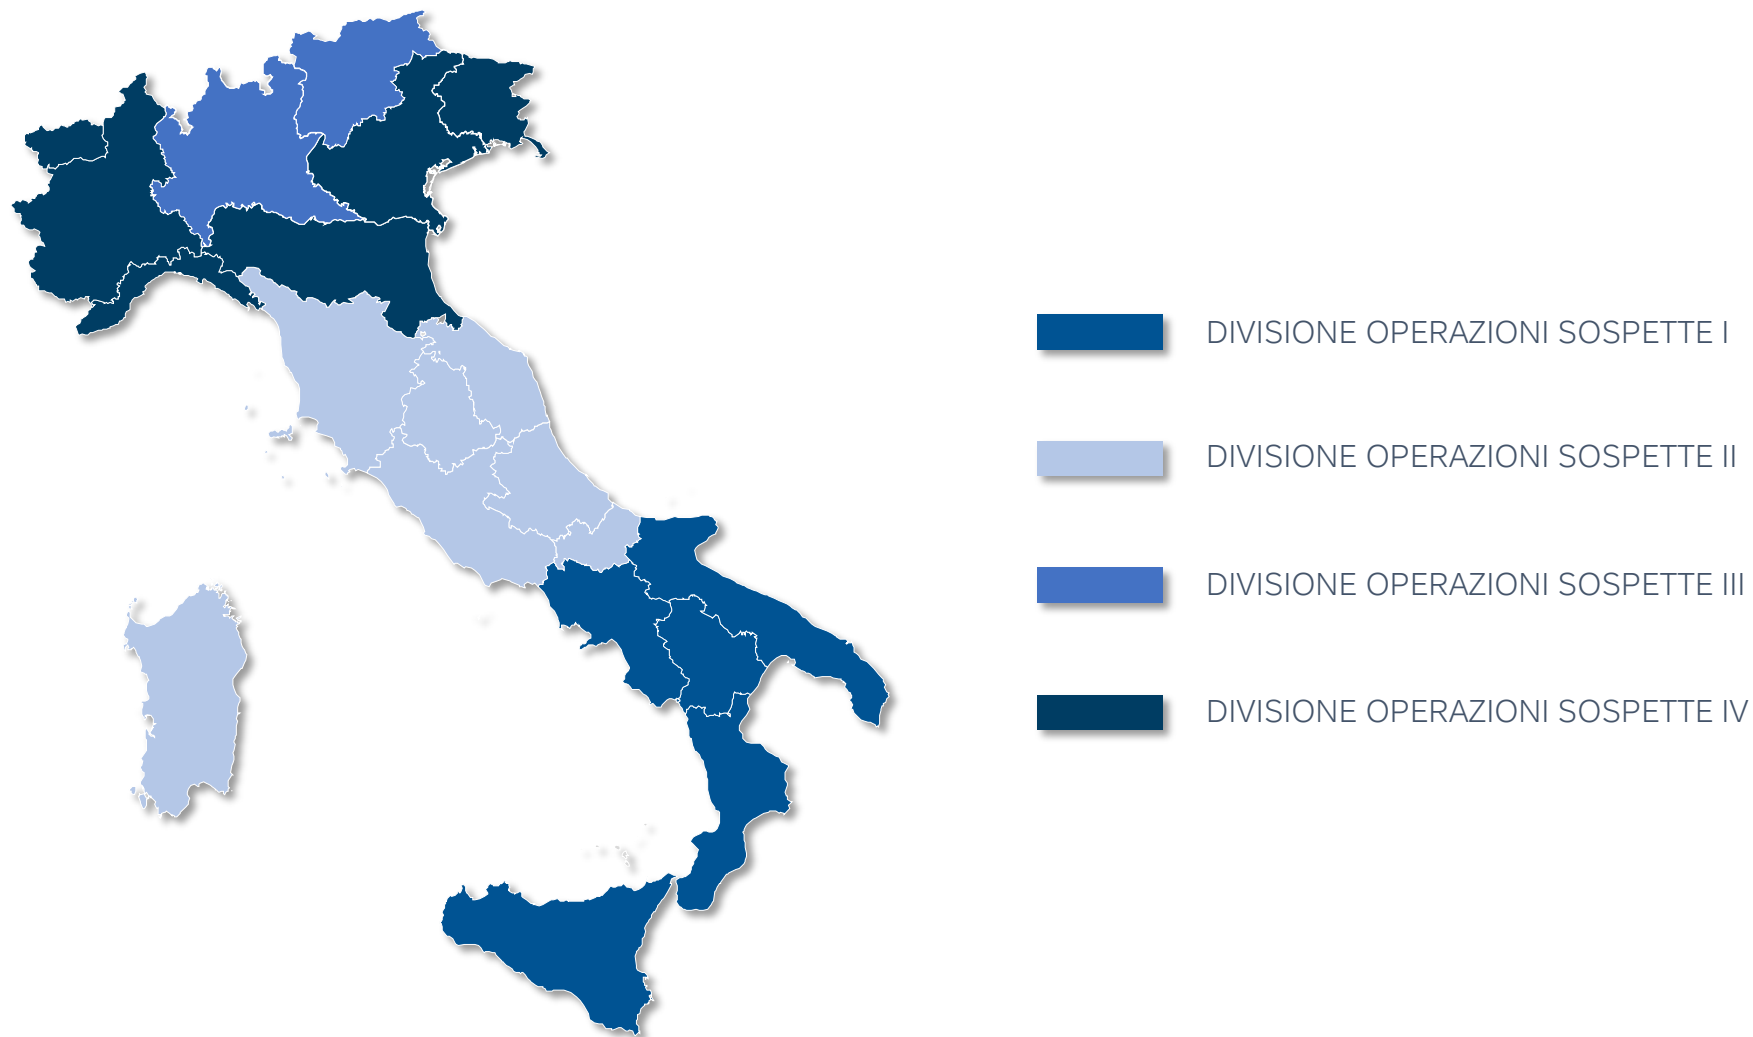 DIVISIONE OPERAZIONI SOSPETTE I
DIVISIONE OPERAZIONI SOSPETTE II
DIVISIONE OPERAZIONI SOSPETTE III
DIVISIONE OPERAZIONI SOSPETTE IV